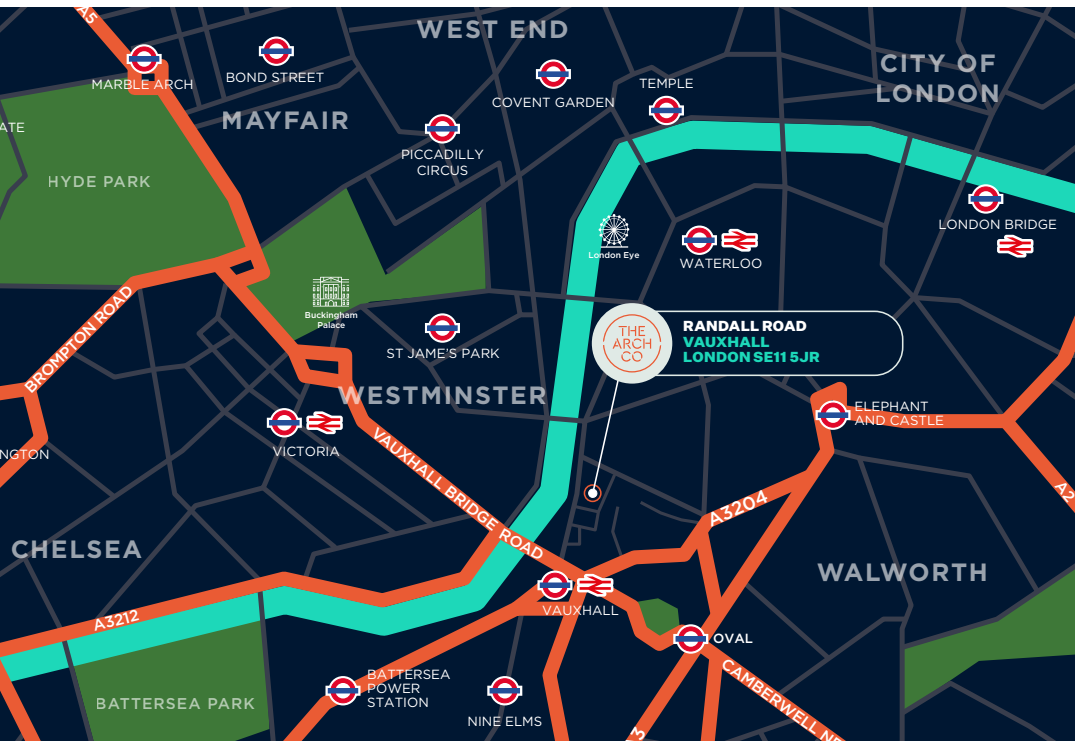 A5
WEST END
MARBLE ARCH
BOND STREET
COVENT GARDEN
TEMPLE
CITY OF
LONDON
MAYFAIR
ATE
PICCADILLY
CIRCUS
HYDE PARK
LONDON BRIDGE
London Eye
WATERLOO
BROMPTON ROAD
Buckingham
Palace
ST JAME'S PARK
THE
ARCH
CO
RANDALL ROAD
VAUXHALL
LONDON SE11 5JR
WESTMINSTER
ELEPHANT
AND CASTLE
NGTON
VICTORIA
VAUXHALL BRIDGE ROAD
A3204
A2
CHELSEA
WALWORTH
A3212
VAUXHALL
OVAL
BATTERSEA PARK
BATTERSEA
POWER
STATION
NINE ELMS
CAMBERWELL NE
3